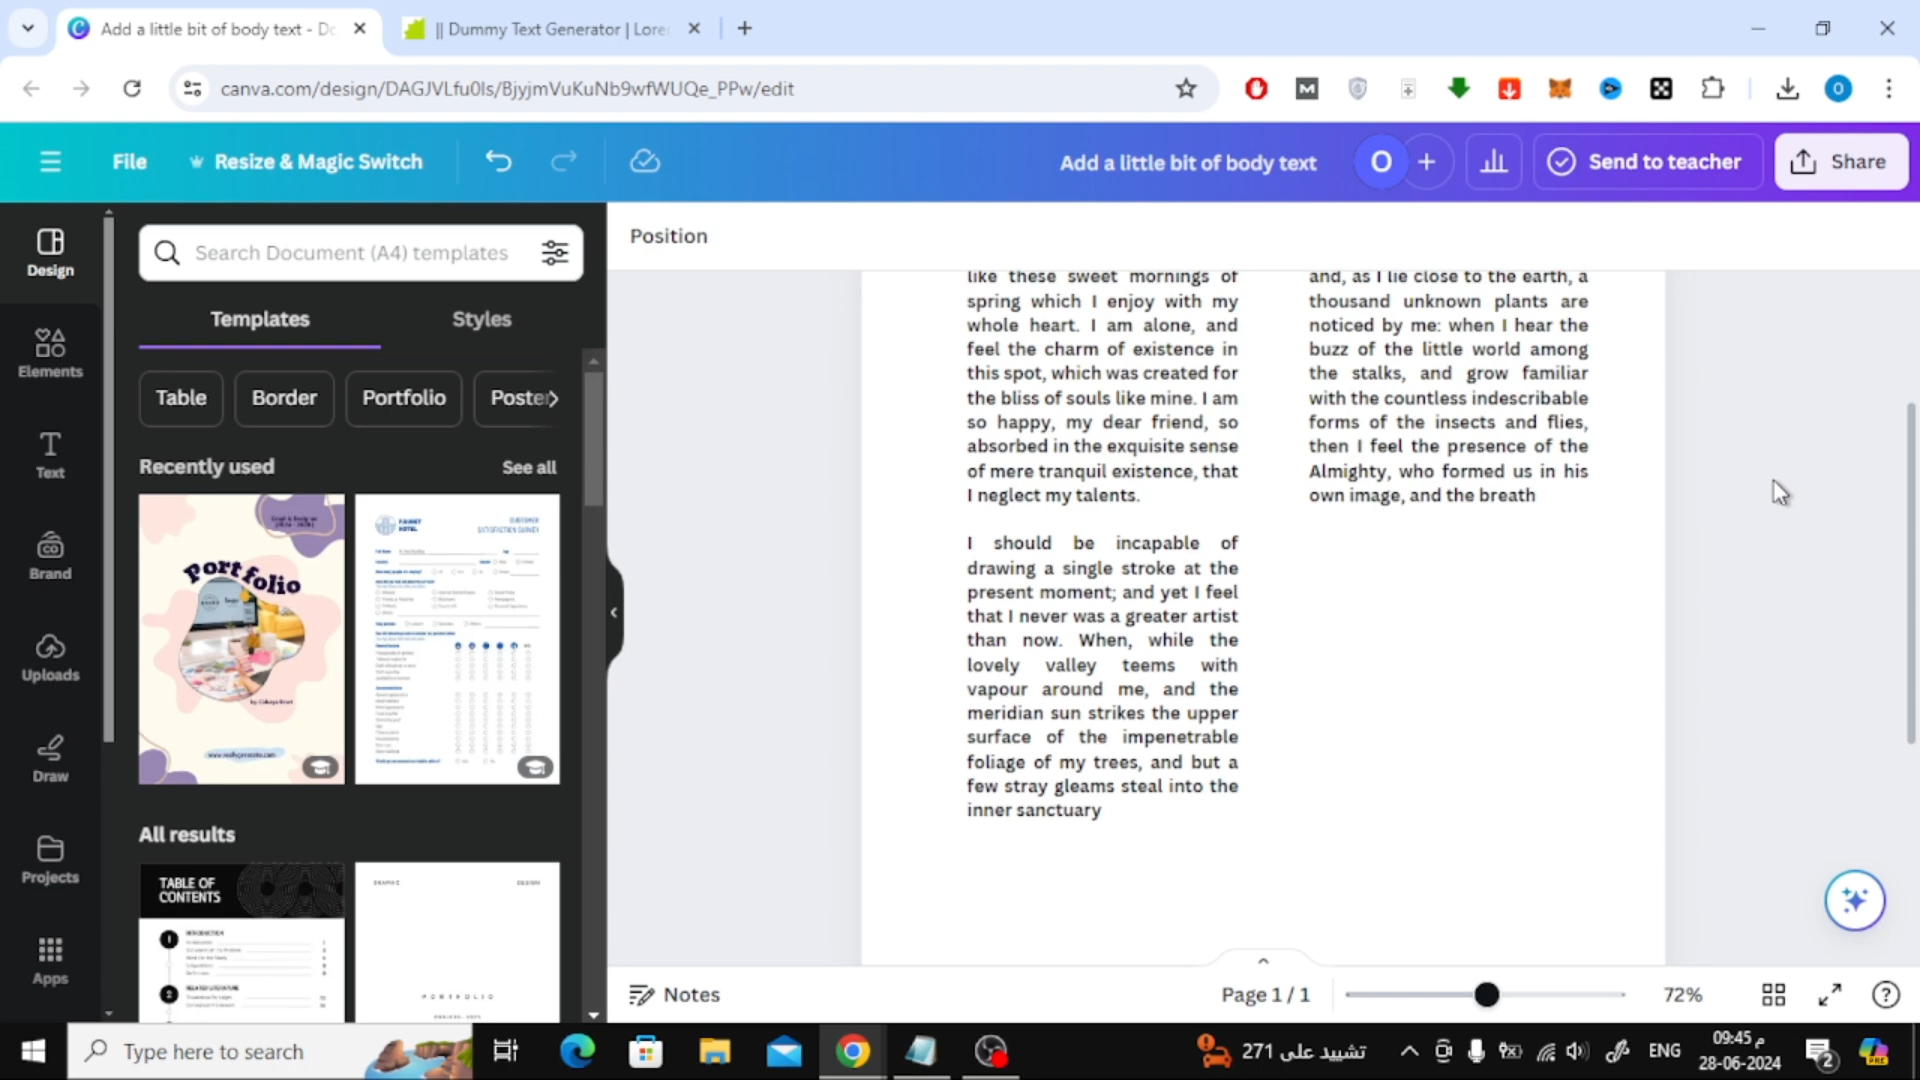 Add a little bit of body text - Do
|| Dummy Text Generator | Lore
canva.com/design/DAGJVLfu0Is/BjyjmVuKuNb9wfWUQe_PPw/edit
File
Resize & Magic Switch
Add a little bit of body text
O
Send to teacher
Share
Design
Elements
Text
Brand
Uploads
Draw
Projects
Apps
Search Document (A4) templates
Templates
Styles
Table
Border
Portfolio
Poster
Recently used
See all
Portfolio
FAUGET
HOTEL
CUSTOMER
SATISFACTION SURVEY
All results
TABLE OF
CONTENTS
GRAPHIC
DESIGN
PORTFOLIO
Position
like these sweet mornings of
spring which I enjoy with my
whole heart. I am alone, and
feel the charm of existence in
this spot, which was created for
the bliss of souls like mine. I am
so happy, my dear friend, so
absorbed in the exquisite sense
of mere tranquil existence, that
I neglect my talents.
I should be incapable of
drawing a single stroke at the
present moment; and yet I feel
that I never was a greater artist
than now. When, while the
lovely valley teems with
vapour around me, and the
meridian sun strikes the upper
surface of the impenetrable
foliage of my trees, and but a
few stray gleams steal into the
inner sanctuary
and, as I lie close to the earth, a
thousand unknown plants are
noticed by me: when I hear the
buzz of the little world among
the stalks, and grow familiar
with the countless indescribable
forms of the insects and flies,
then I feel the presence of the
Almighty, who formed us in his
own image, and the breath
Notes
Page 1 / 1
72%
Type here to search
تشييد على 271
ENG
09:45 م
28-06-2024
2